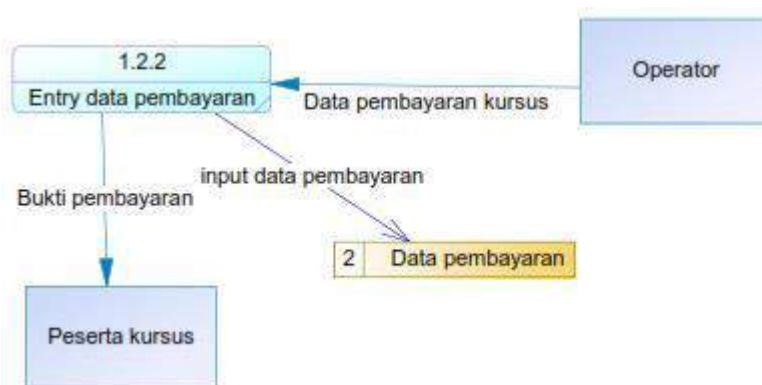 1.2.2
Entry data pembayaran
Operator
Data pembayaran kursus
input data pembayaran
Bukti pembayaran
2 Data pembayaran
Peserta kursus